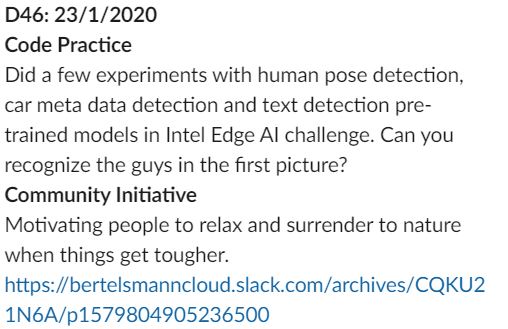 D46: 23/1/2020
Code Practice
Did a few experiments with human pose detection,
car meta data detection and text detection pre-
trained models in Intel Edge AI challenge. Can you
recognize the guys in the first picture?
Community Initiative
Motivating people to relax and surrender to nature
when things get tougher.
https://bertelsmanncloud.slack.com/archives/CQKU2
1N6A/p1579804905236500